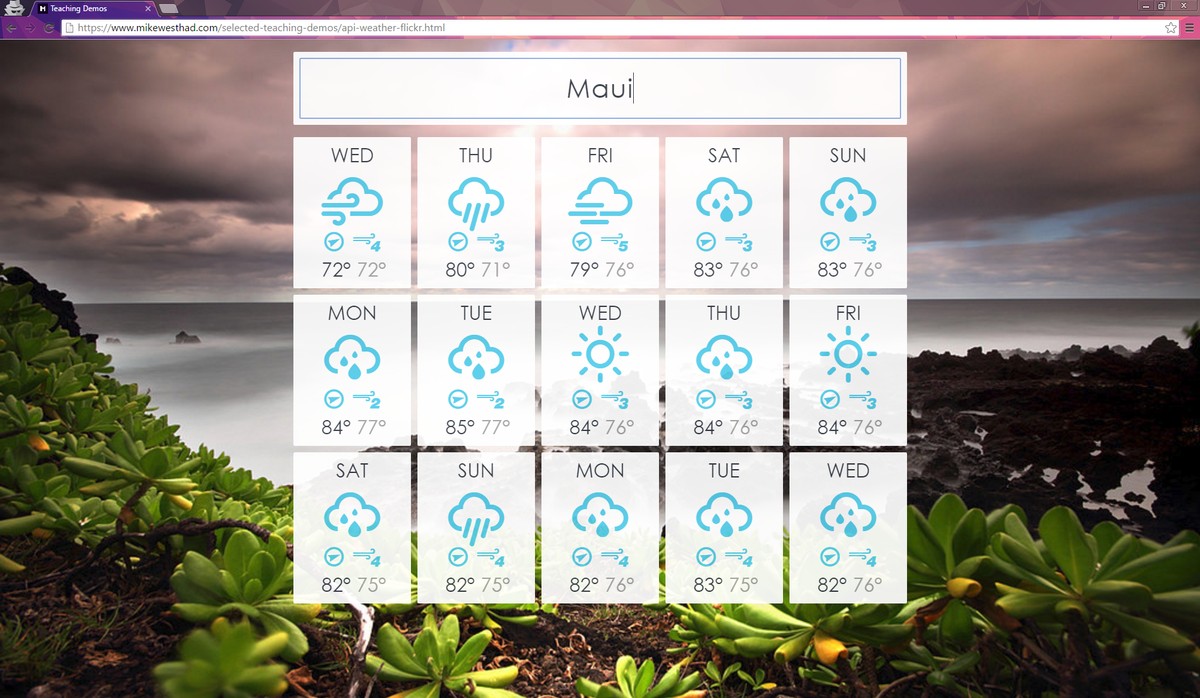 Teaching Demos
https://www.mikewesthad.com/selected-teaching-demos/api-weather-flickr.html
Maui
WED THU FRI SAT SUN
4 3 5 3 3
72° 72° 80° 71° 79° 76° 83° 76° 83° 76°
MON TUE WED THU FRI
2 2 3 3 3
84° 77° 85° 77° 84° 76° 84° 76° 84° 76°
SAT SUN MON TUE WED
4 4 4 4 4
82° 75° 82° 75° 82° 76° 83° 75° 82° 76°